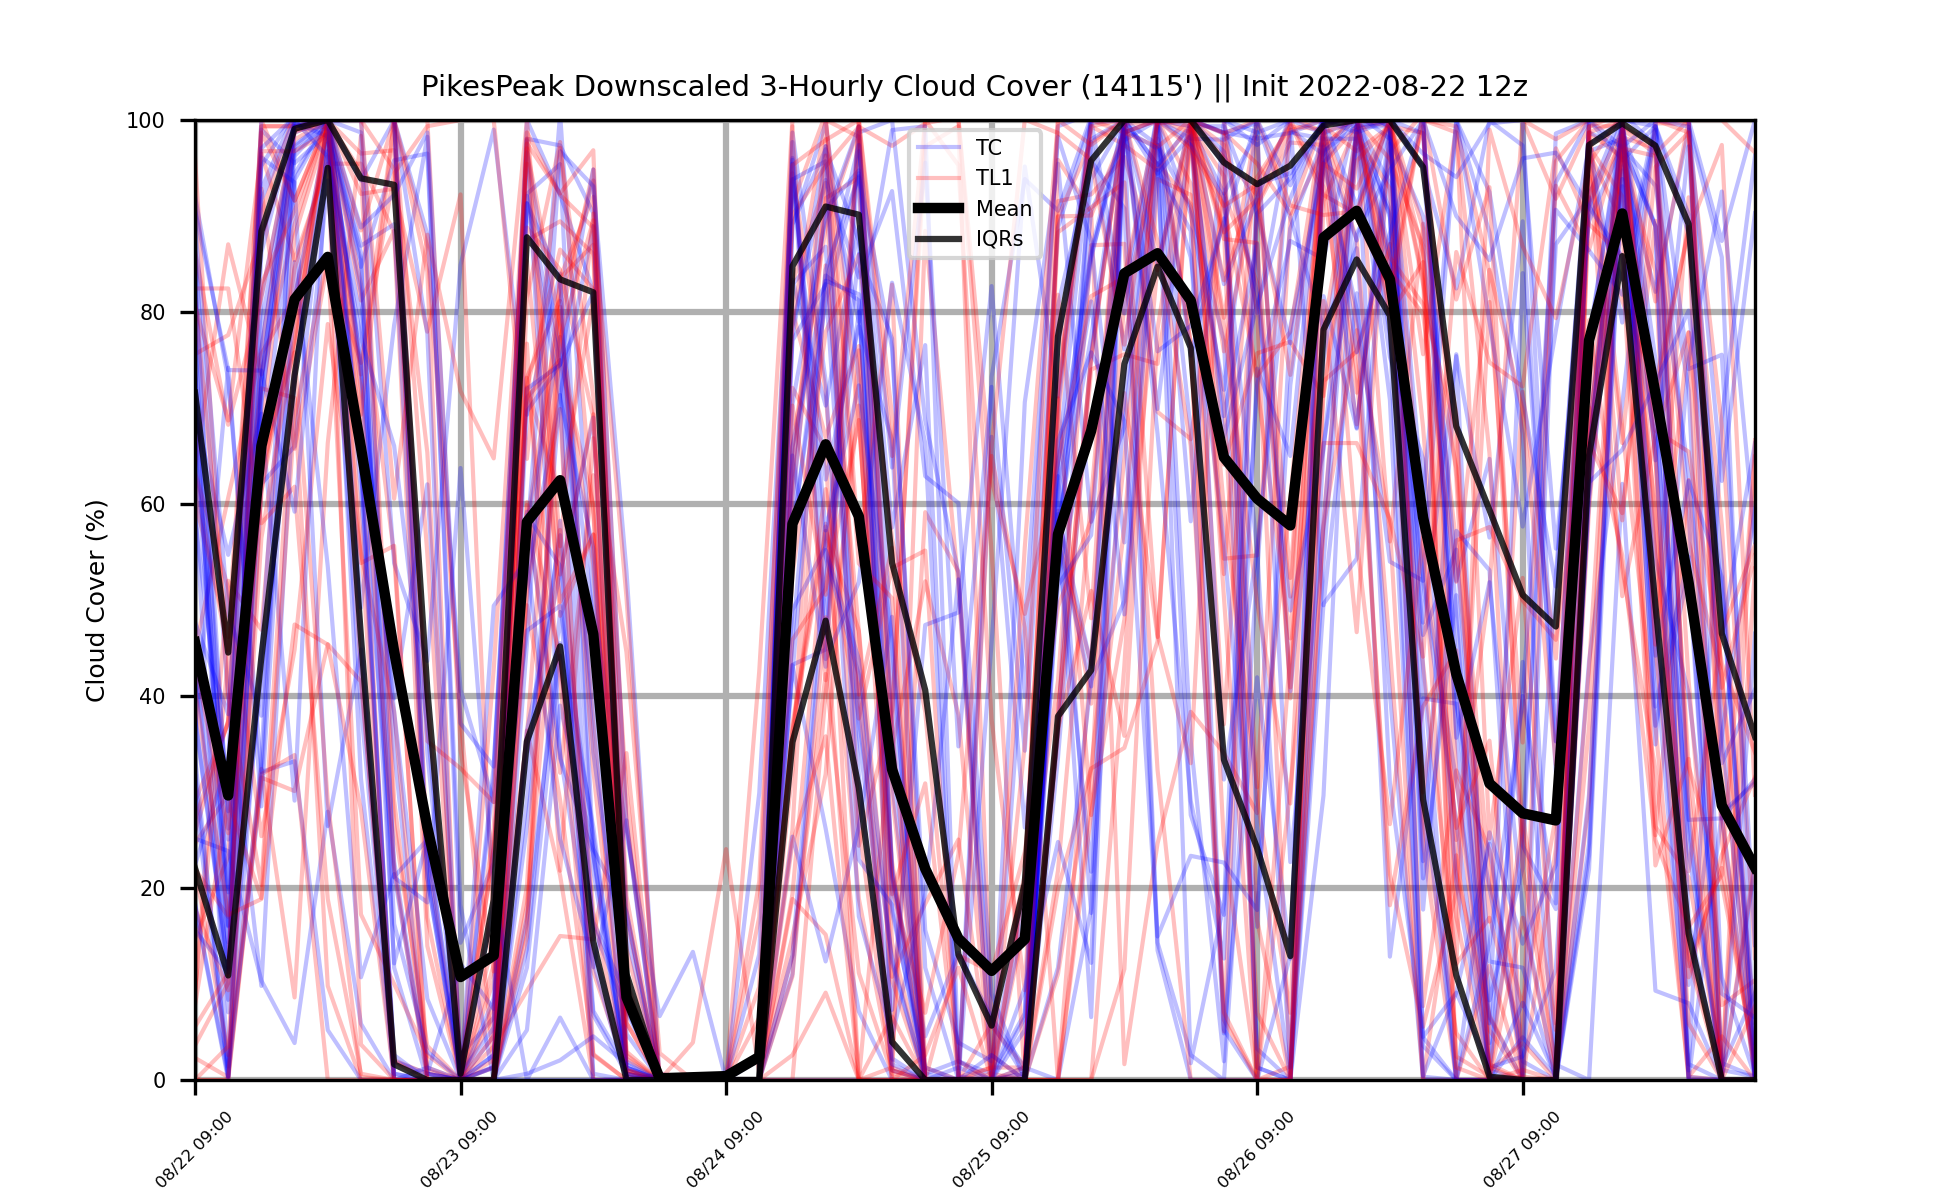 PikesPeak Downscaled 3-Hourly Cloud Cover (14115') || Init 2022-08-22 12z
Cloud Cover (%)
100
80
60
40
20
0
TC
TL1
Mean
IQRs
08/22 09:00
08/23 09:00
08/24 09:00
08/25 09:00
08/26 09:00
08/27 09:00